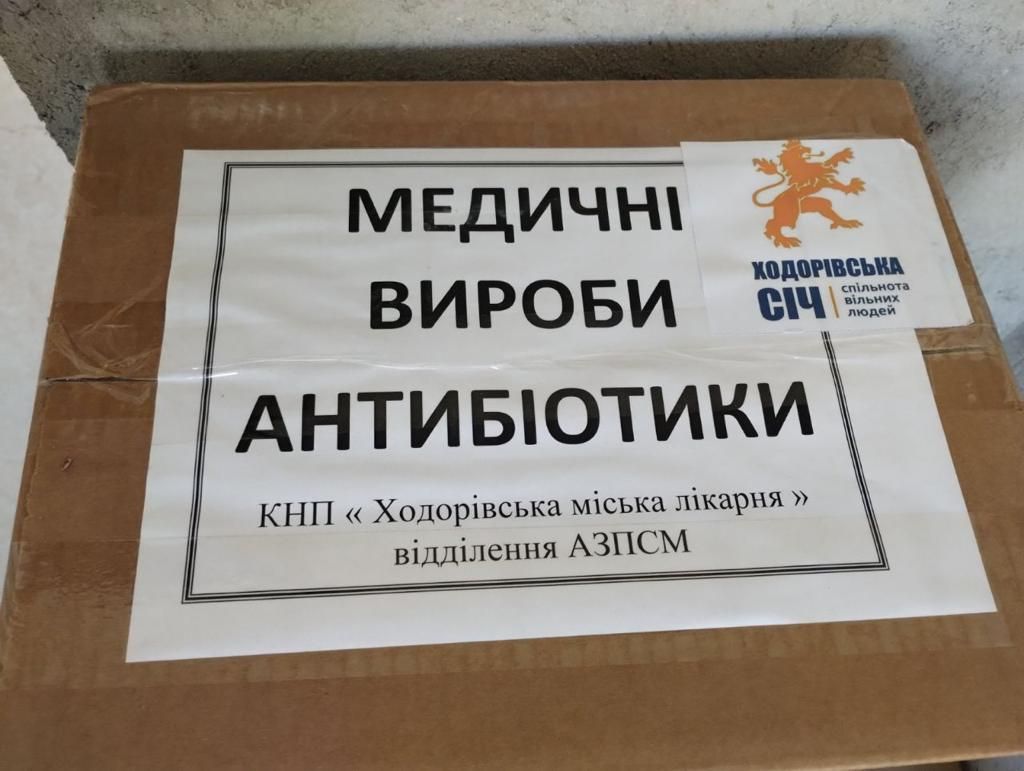 МЕДИЧНІ
ВИРОБИ
АНТИБІОТИКИ
КНП « Ходорівська міська лікарня »
відділення АЗПСМ
ХОДОРІВСЬКА
СІЧ
спільнота
вільних
людей